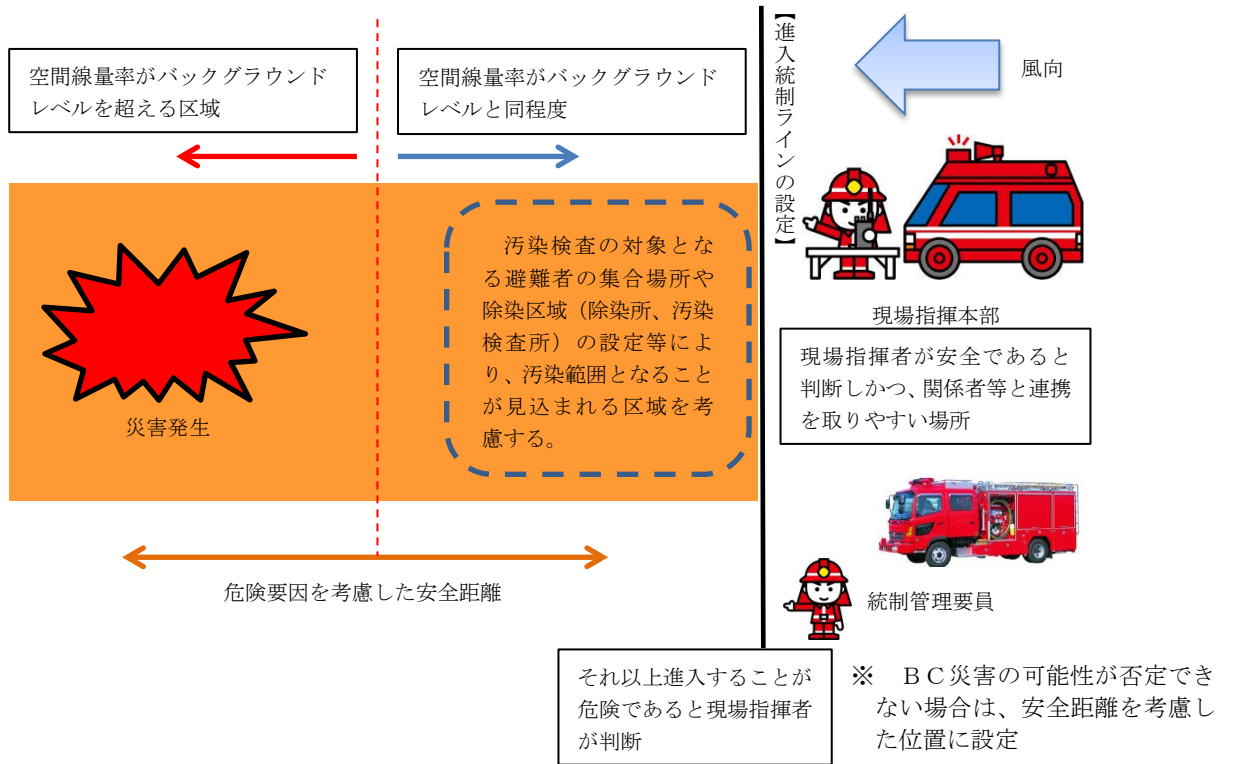 空間線量率がバックグラウンド
レベルを超える区域
空間線量率がバックグラウンド
レベルと同程度
【進入統制ラインの設定】
風向
汚染検査の対象とな
る避難者の集合場所や
除染区域（除染所、汚染
検査所）の設定等によ
り、汚染範囲となること
が見込まれる区域を考
慮する。
災害発生
現場指揮本部
現場指揮者が安全であると
判断しかつ、関係者等と連携
を取りやすい場所
危険要因を考慮した安全距離
統制管理要員
それ以上進入することが
危険であると現場指揮者
が判断
※　ＢＣ災害の可能性が否定でき
ない場合は、安全距離を考慮し
た位置に設定